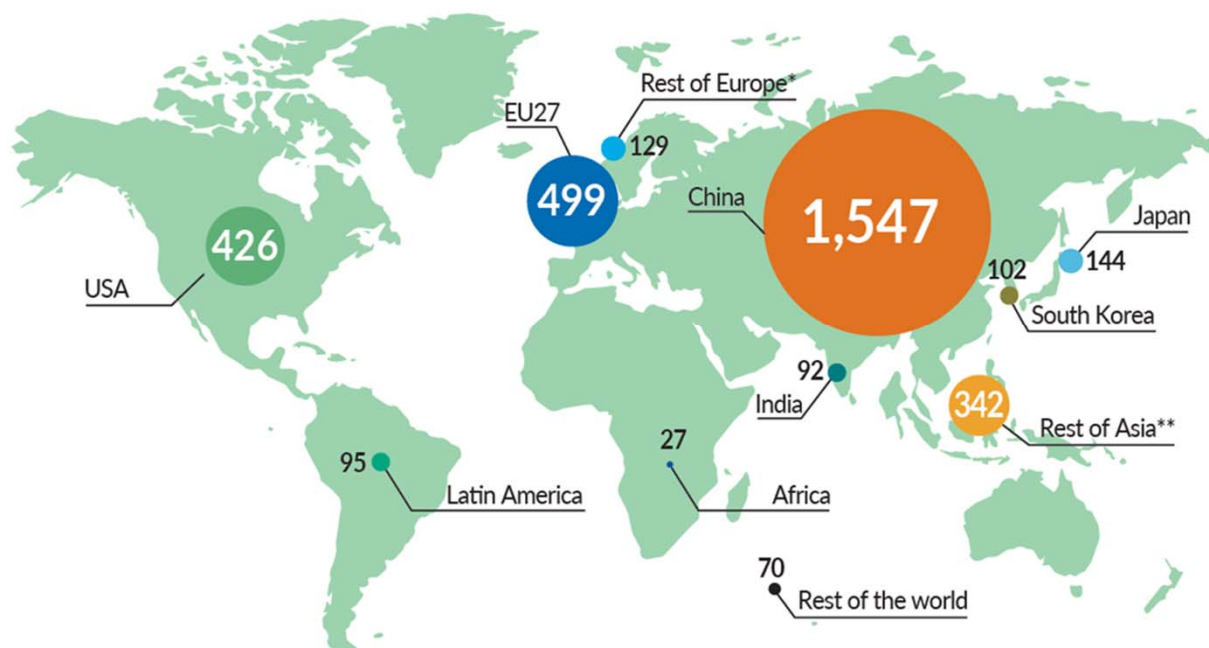 Rest of Europe*
129
EU27
499
China
1,547
Japan
144
102
South Korea
426
USA
92
India
342
Rest of Asia**
95
Latin America
27
Africa
70
Rest of the world